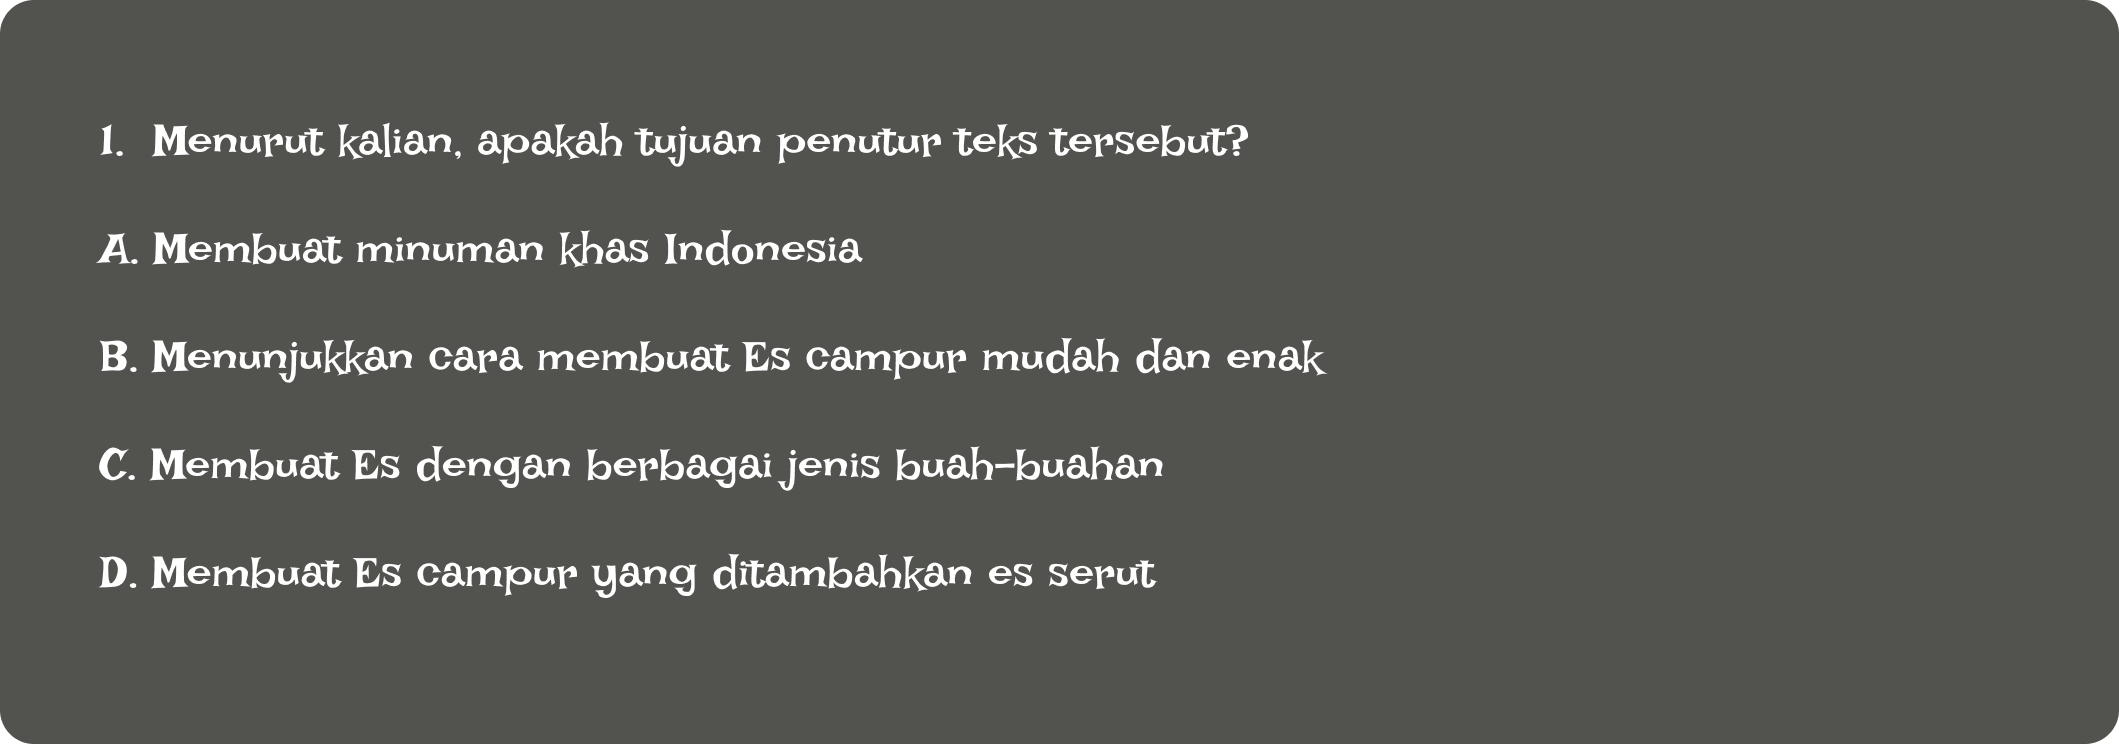 1. Menurut kalian, apakah tujuan penutur teks tersebut?
A. Membuat minuman khas Indonesia
B. Menunjukkan cara membuat Es campur mudah dan enak
C. Membuat Es dengan berbagai jenis buah-buahan
D. Membuat Es campur yang ditambahkan es serut